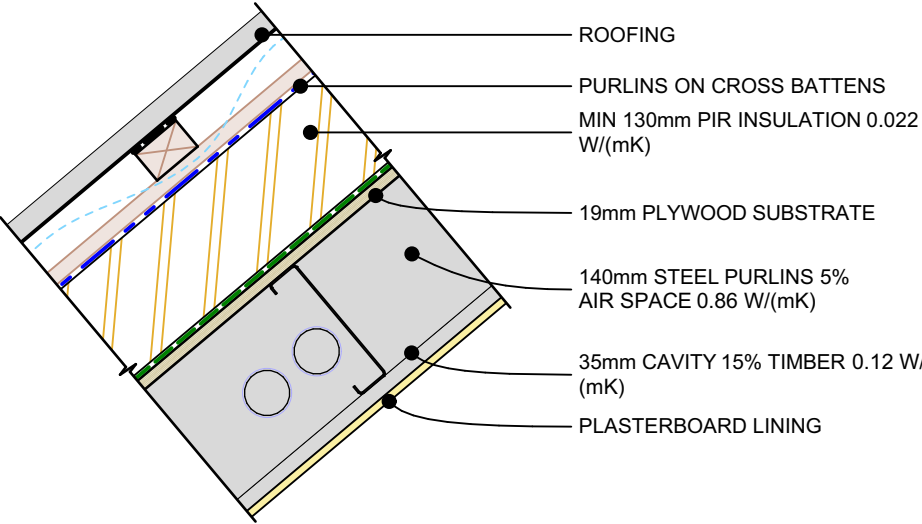 ROOFING
PURLINS ON CROSS BATTENS
MIN 130mm PIR INSULATION 0.022
W/(mK)
19mm PLYWOOD SUBSTRATE
140mm STEEL PURLINS 5%
AIR SPACE 0.86 W/(mK)
35mm CAVITY 15% TIMBER 0.12 W/
(mK)
PLASTERBOARD LINING